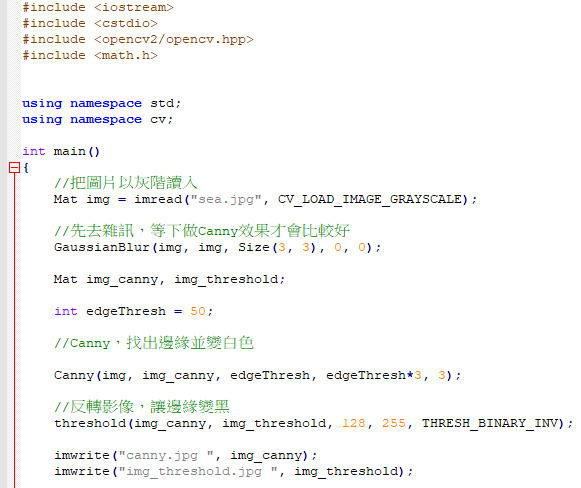 #include <iostream>
#include <cstdio>
#include <opencv2/opencv.hpp>
#include <math.h>
using namespace std;
using namespace cv;
int main()
{
//把圖片以灰階讀入
Mat img = imread("sea.jpg", CV_LOAD_IMAGE_GRAYSCALE);
//先去雜訊，等下做Canny效果才會比較好
GaussianBlur(img, img, Size(3, 3), 0, 0);
Mat img_canny, img_threshold;
int edgeThresh = 50;
//Canny，找出邊緣並變白色
Canny(img, img_canny, edgeThresh, edgeThresh*3, 3);
//反轉影像，讓邊緣變黑
threshold(img_canny, img_threshold, 128, 255, THRESH_BINARY_INV);
imwrite("canny.jpg ", img_canny);
imwrite("img_threshold.jpg ", img_threshold);